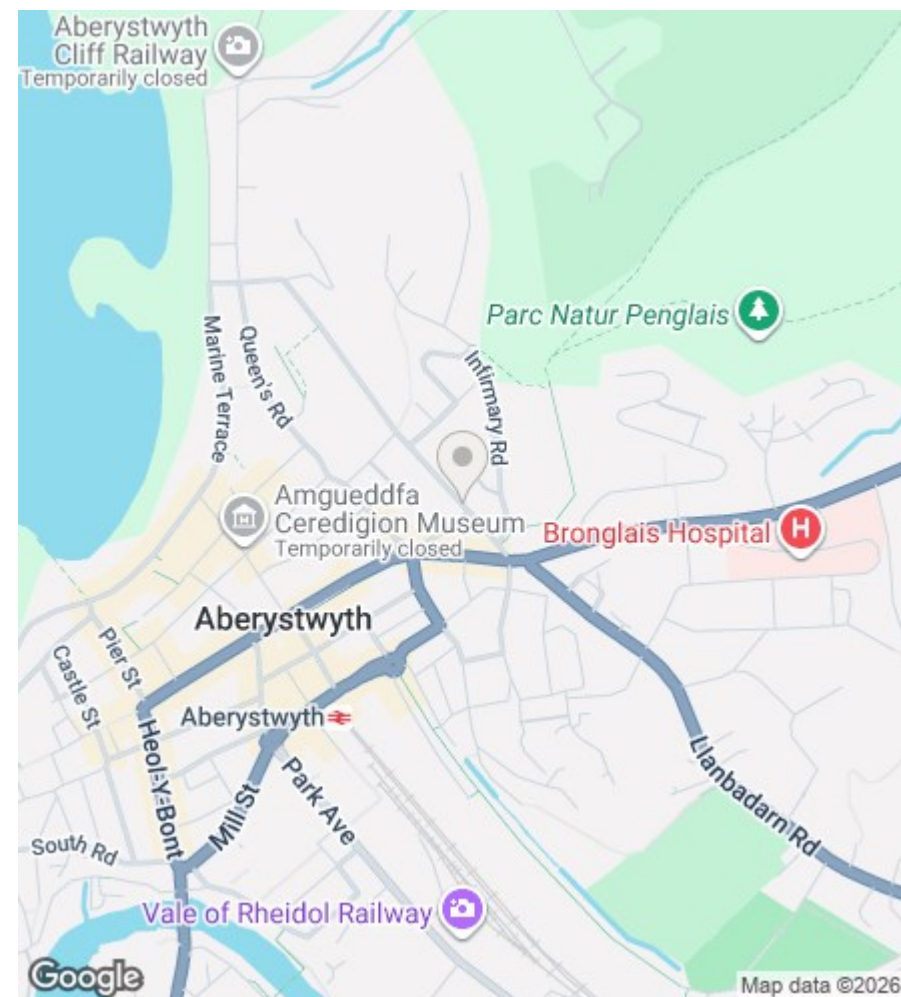 Aberystwyth
Cliff Railway
Temporarily closed
Parc Natur Penglais
Marine Terrace
Queen's Rd
Infirmary Rd
Amgueddfa
Ceredigion Museum
Temporarily closed
Bronglais Hospital
H
Aberystwyth
Pier St
Castle St
Aberystwyth
Heol-Y-Bont
Mill St
Park Ave
Llanbadarn Rd
South Rd
Vale of Rheidol Railway
Google
Map data ©2026